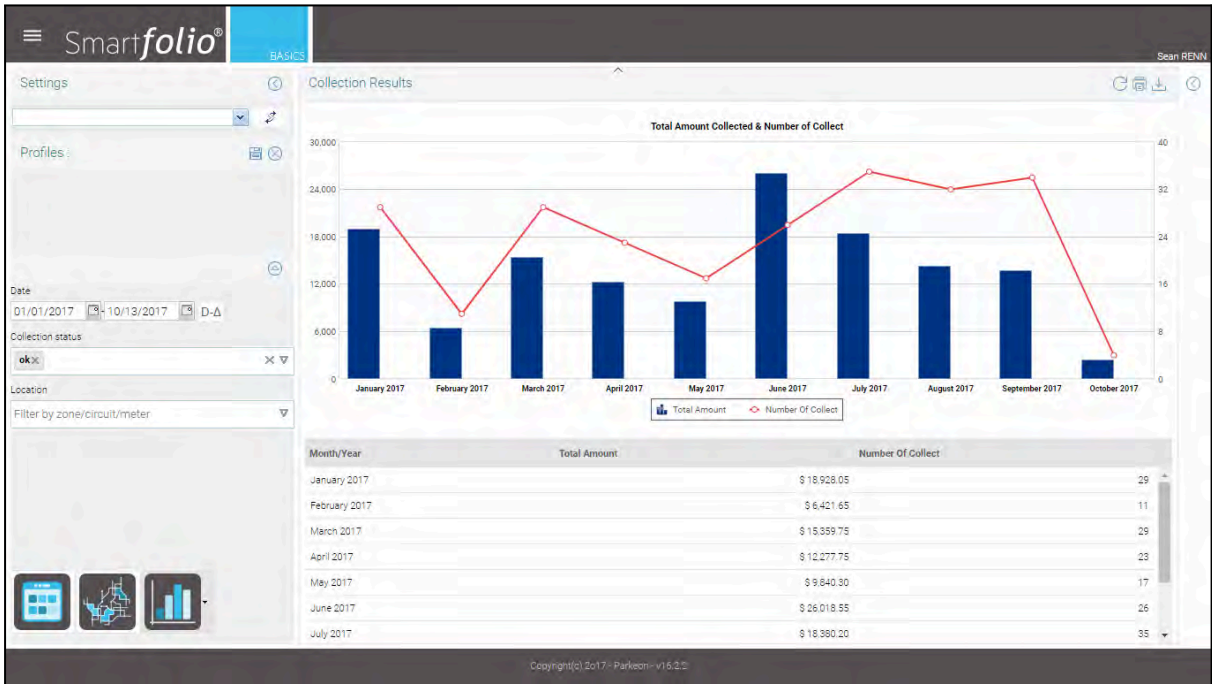 Smartfolio®
BASICS
Sean RENN
Settings
Profiles :
Date
01/01/2017 - 10/13/2017 D-Δ
Collection status
ok ×
Location
Filter by zone/circuit/meter
Collection Results
Total Amount Collected & Number of Collect
30,000 40
24,000 32
18,000 24
12,000 16
6,000 8
0 0
January 2017 February 2017 March 2017 April 2017 May 2017 June 2017 July 2017 August 2017 September 2017 October 2017
Total Amount Number Of Collect
Month/Year Total Amount Number Of Collect
January 2017 $ 18,928.05 29
February 2017 $ 6,421.65 11
March 2017 $ 15,359.75 29
April 2017 $ 12,277.75 23
May 2017 $ 9,840.30 17
June 2017 $ 26,018.55 26
July 2017 $ 18,380.20 35
Copyright(c) 2o17 - Parkeon - v16.2.2